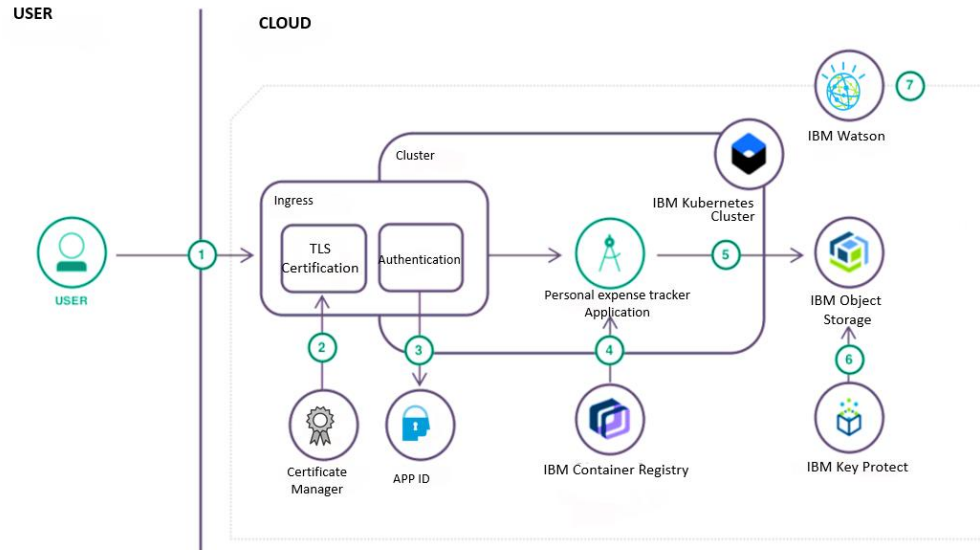 USER
CLOUD
7
IBM Watson
Cluster
IBM Kubernetes
Cluster
Ingress
TLS
Certification
Authentication
1
5
USER
Personal expense tracker
Application
IBM Object
Storage
2
3
4
6
Certificate
Manager
APP ID
IBM Container Registry
IBM Key Protect